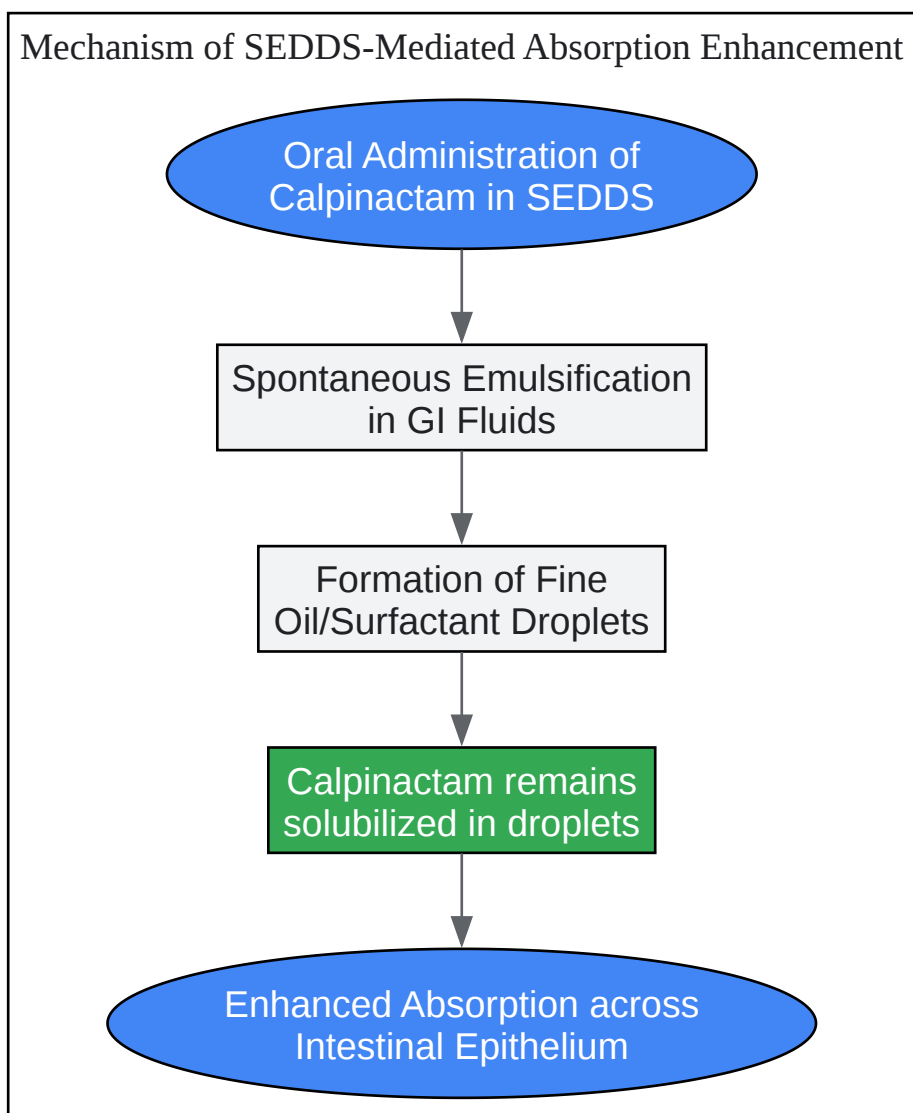 Mechanism of SEDDS-Mediated Absorption Enhancement
Oral Administration of
Calpinactam in SEDDS
Spontaneous Emulsification
in GI Fluids
Formation of Fine
Oil/Surfactant Droplets
Calpinactam remains
solubilized in droplets
Enhanced Absorption across
Intestinal Epithelium